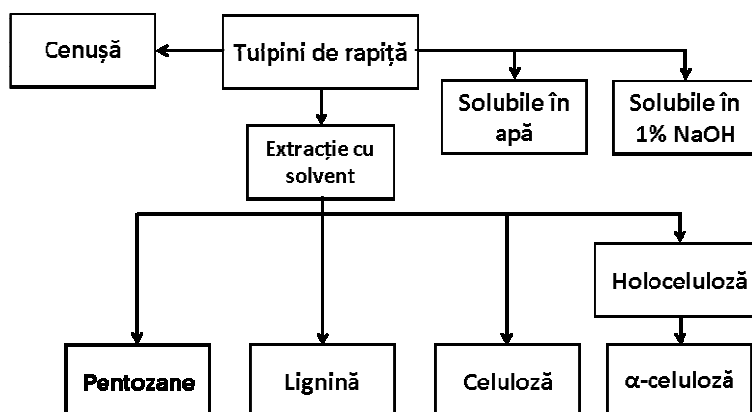 Cenușă
Tulpini de rapiță
Solubile în
apă
Solubile în
1% NaOH
Extracție cu
solvent
Holoceluloză
Pentozane
Lignină
Celuloză
α-celuloză